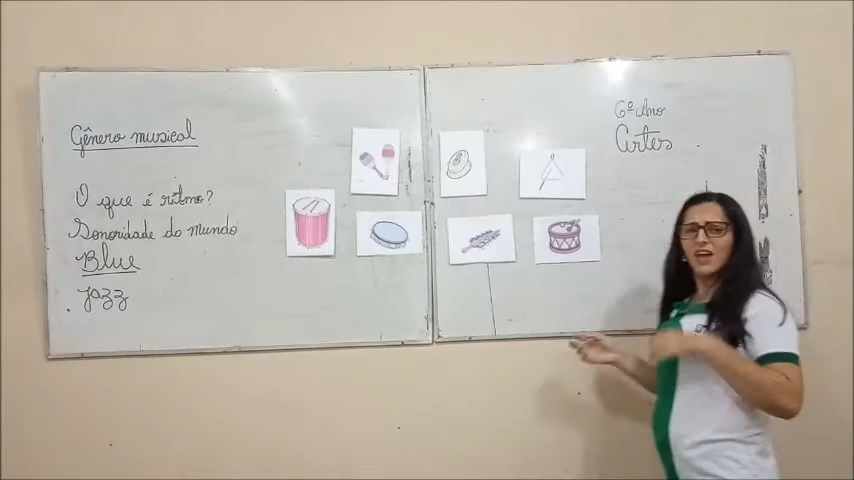 Gênero musical
O que é ritmo?
Sonoridade do mundo
Blue
Jazz
6º Ano
Artes